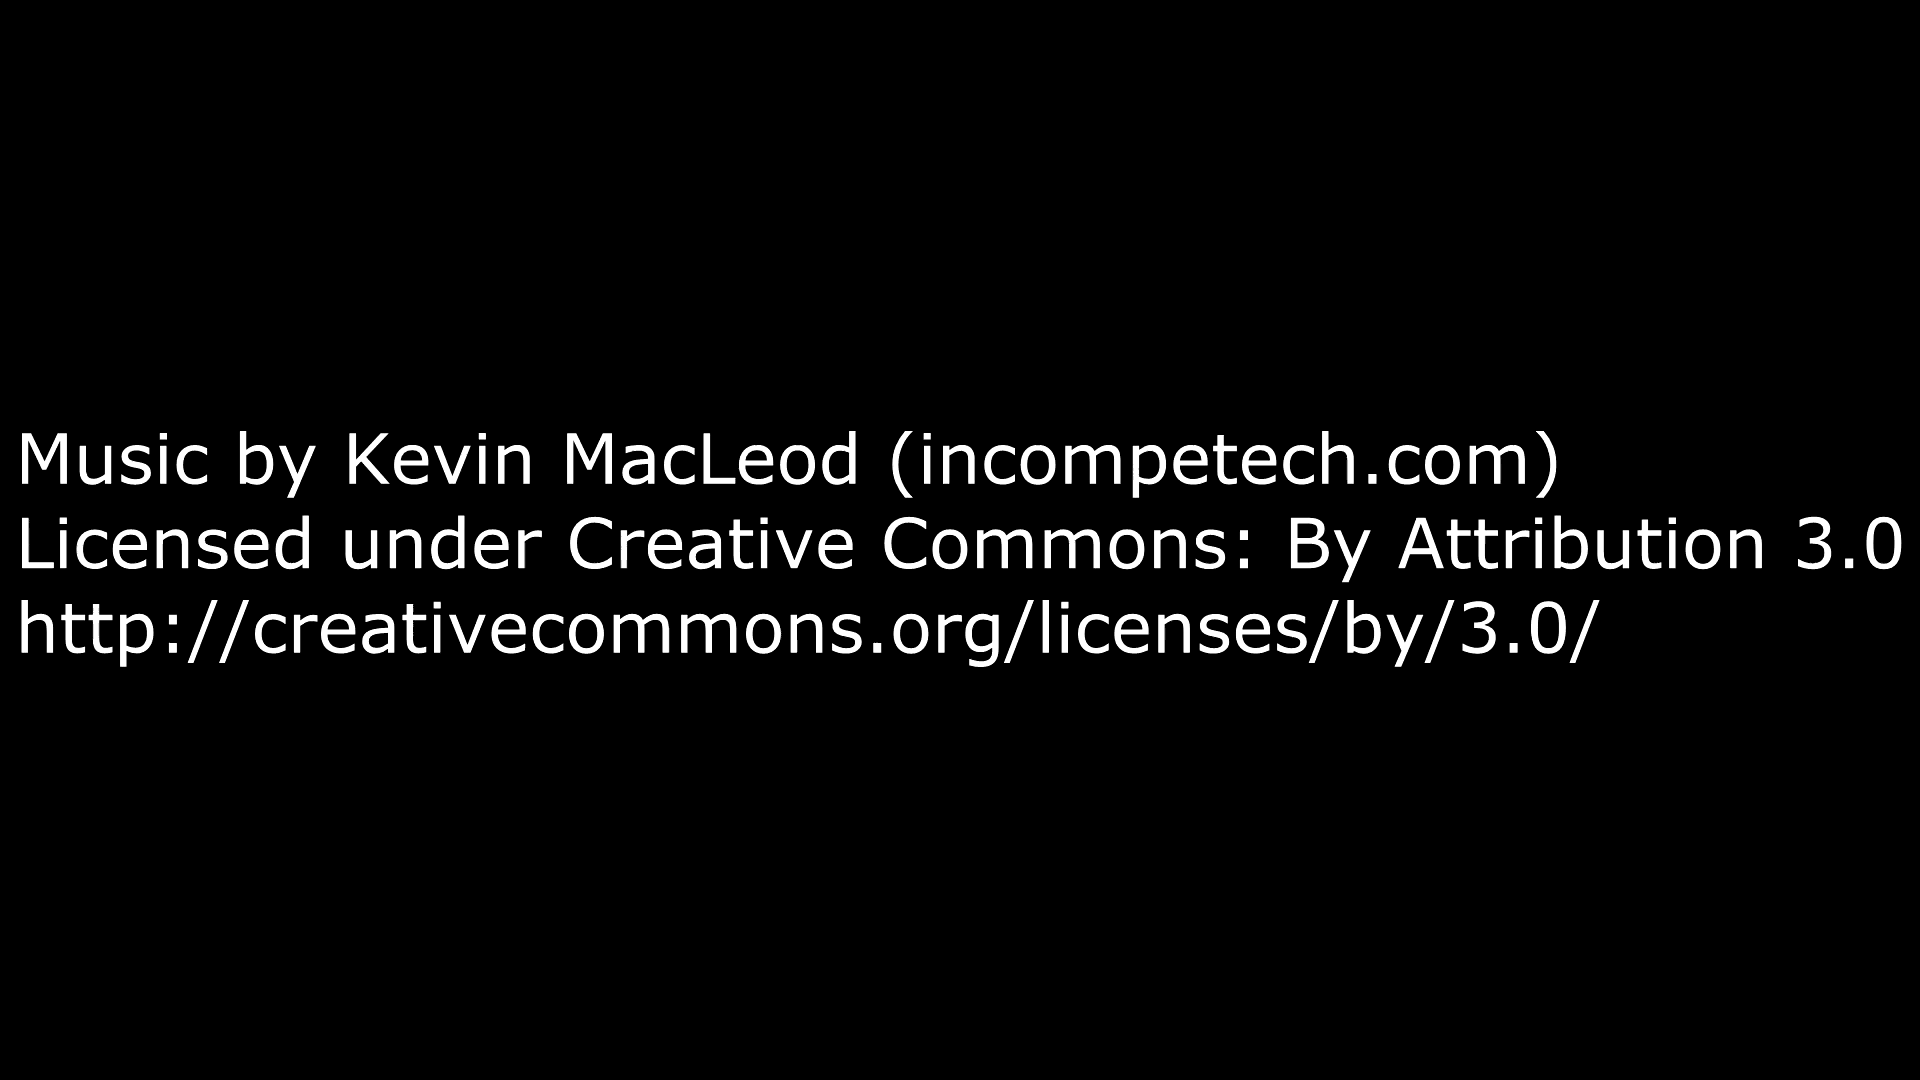 Music by Kevin MacLeod (incompetech.com)
Licensed under Creative Commons: By Attribution 3.0
http://creativecommons.org/licenses/by/3.0/